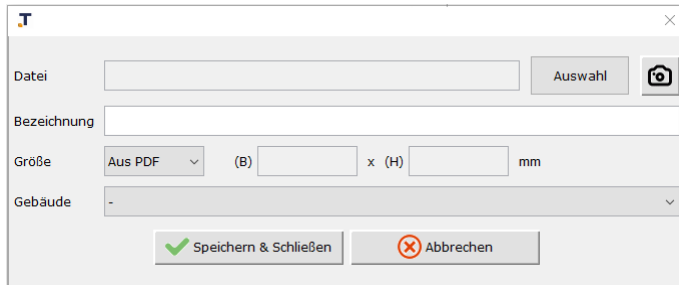 .T
Datei Auswahl
Bezeichnung
Größe Aus PDF (B) x (H) mm
Gebäude -
Speichern & Schließen Abbrechen